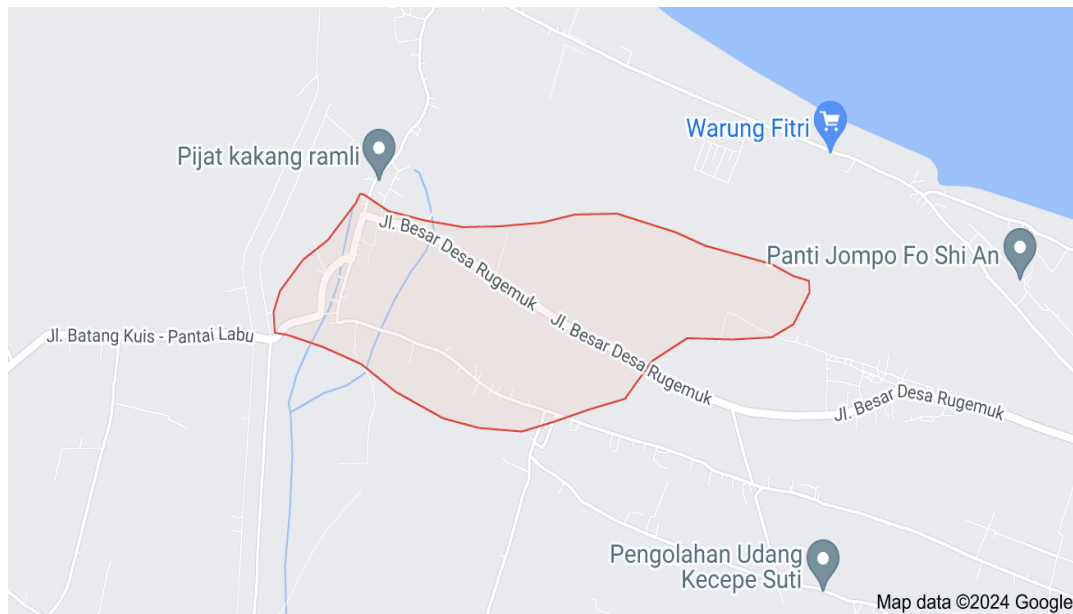 Warung Fitri
Pijat kakang ramli
Jl. Besar Desa Rugemuk
Panti Jompo Fo Shi An
Jl. Batang Kuis - Pantai Labu
Jl. Besar Desa Rugemuk
Jl. Besar Desa Rugemuk
Pengolahan Udang
Kecepe Suti
Map data ©2024 Google